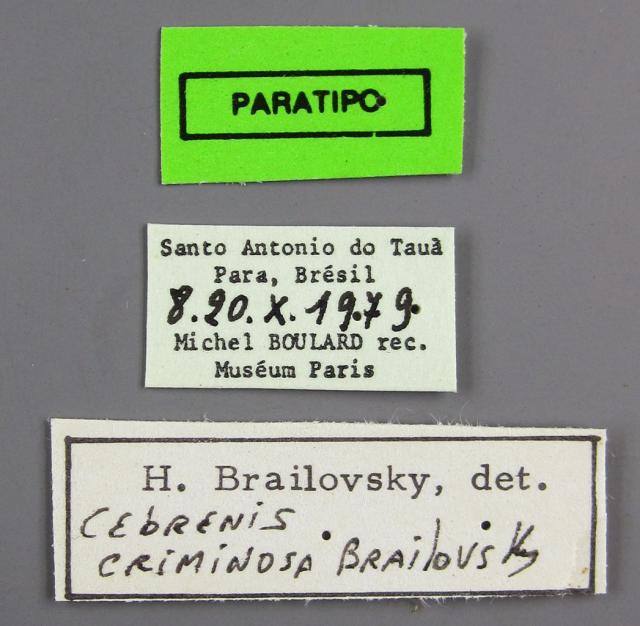 PARATIPO
Santo Antonio do Tauà
Para, Brésil
8.20.X.1979.
Michel BOULARD rec.
Muséum Paris
H. Brailovsky, det.
CEbRENIS
CRIMINOSA BRAILOVSKy